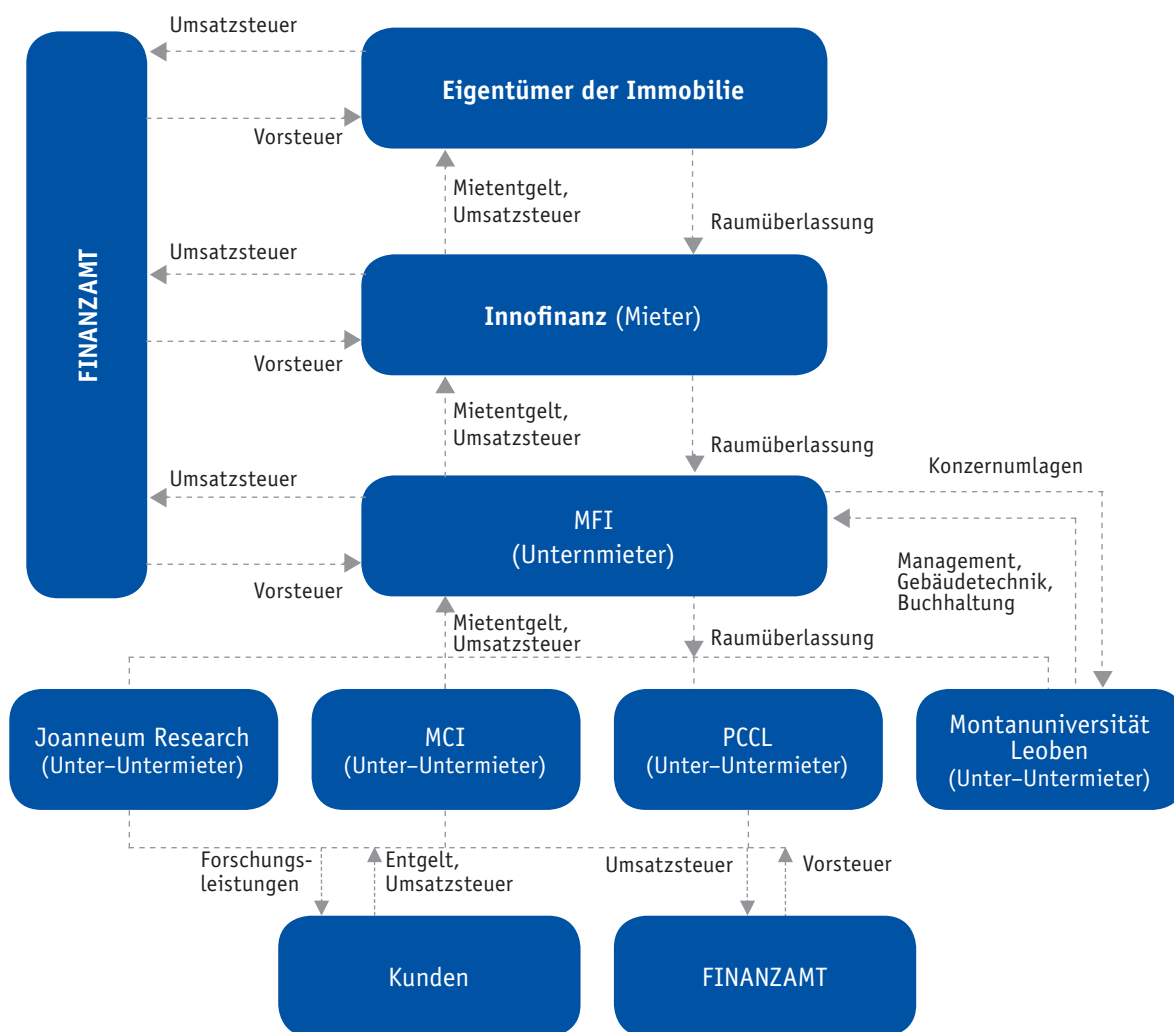 Umsatzsteuer
Eigentümer der Immobilie
Vorsteuer
Mietentgelt,
Umsatzsteuer
Raumüberlassung
FINANZAMT
Umsatzsteuer
Innofinanz (Mieter)
Vorsteuer
Mietentgelt,
Umsatzsteuer
Raumüberlassung
Konzernumlagen
Umsatzsteuer
MFI
(Unternmieter)
Management,
Gebäudetechnik,
Buchhaltung
Vorsteuer
Mietentgelt,
Umsatzsteuer
Raumüberlassung
Joanneum Research
(Unter–Untermieter)
MCI
(Unter–Untermieter)
PCCL
(Unter–Untermieter)
Montanuniversität
Leoben
(Unter–Untermieter)
Forschungs-
leistungen
Entgelt,
Umsatzsteuer
Umsatzsteuer
Vorsteuer
Kunden
FINANZAMT